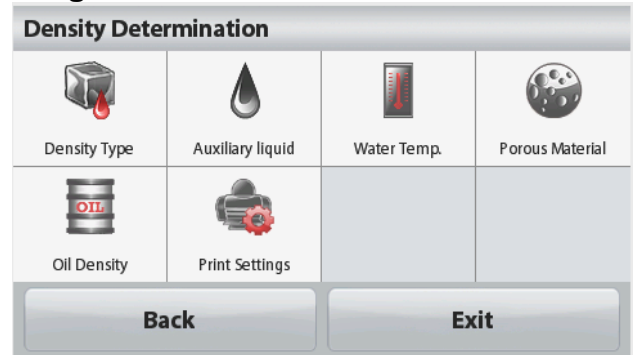 Density Determination
Density Type
Auxiliary liquid
Water Temp.
Porous Material
OIL
Oil Density
Print Settings
Back
Exit